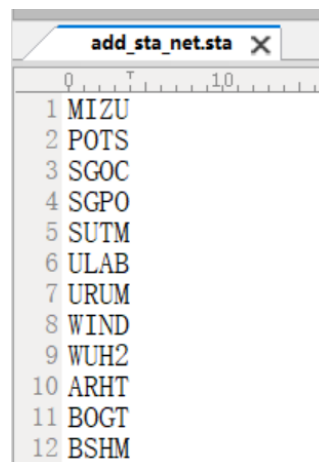 add_sta_net.sta
0 10
1 MIZU
2 POTS
3 SGOC
4 SGPO
5 SUTM
6 ULAB
7 URUM
8 WIND
9 WUH2
10 ARHT
11 BOGT
12 BSHM